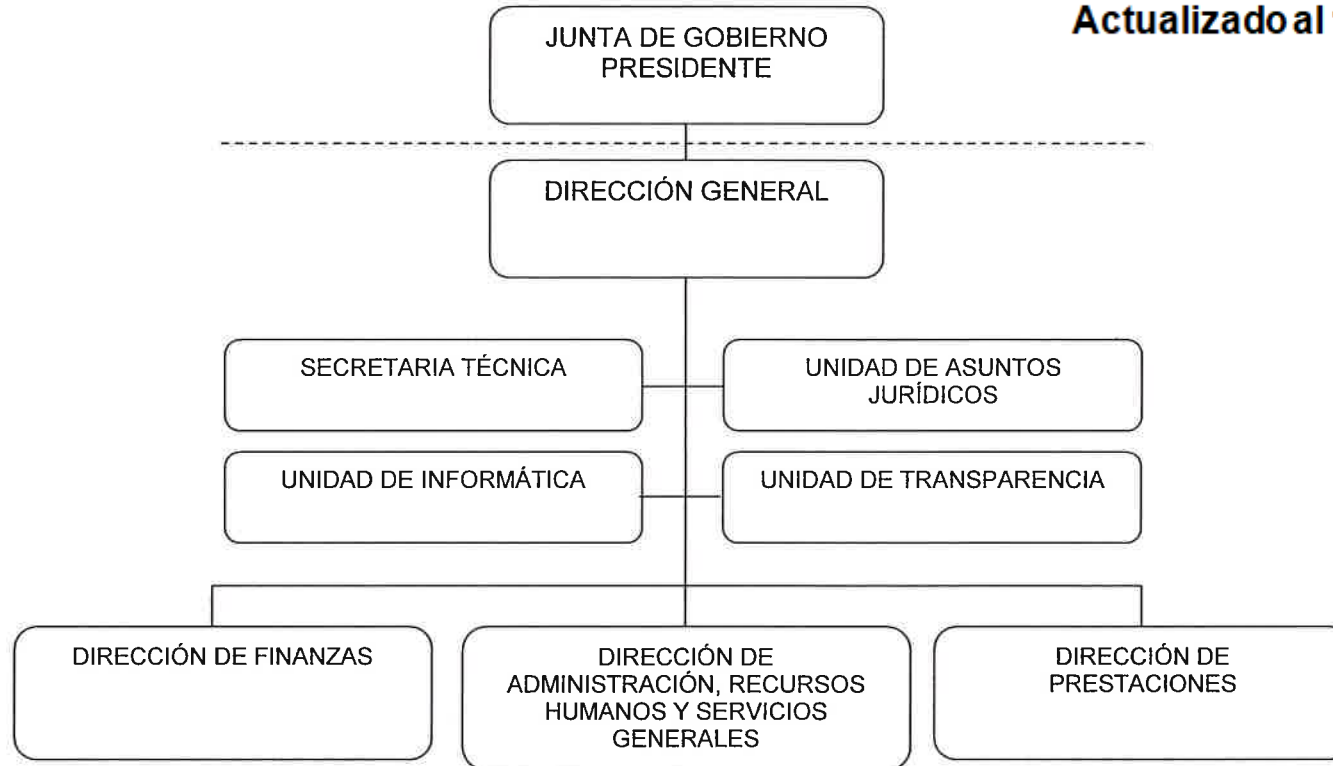 Actualizado al
JUNTA DE GOBIERNO
PRESIDENTE
DIRECCIÓN GENERAL
SECRETARIA TÉCNICA
UNIDAD DE ASUNTOS
JURÍDICOS
UNIDAD DE INFORMÁTICA
UNIDAD DE TRANSPARENCIA
DIRECCIÓN DE FINANZAS
DIRECCIÓN DE
ADMINISTRACIÓN, RECURSOS
HUMANOS Y SERVICIOS
GENERALES
DIRECCIÓN DE
PRESTACIONES